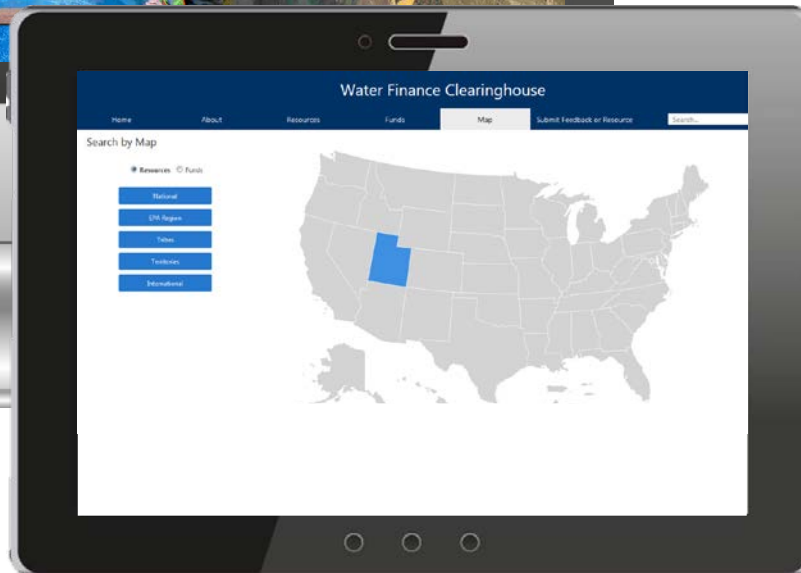 Water Finance Clearinghouse
Home About Resources Funds Map Submit Feedback or Resource Search...
Search by Map
Resources Funds
National
EPA Region
Tribes
Territories
International